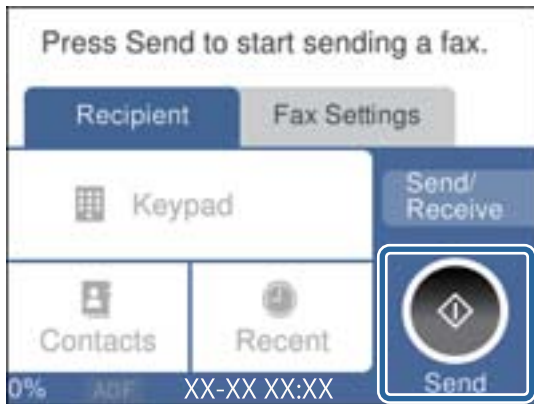 Press Send to start sending a fax.
Recipient
Fax Settings
Keypad
Send/
Receive
Contacts
Recent
Send
0%
ADF
XX-XX XX:XX